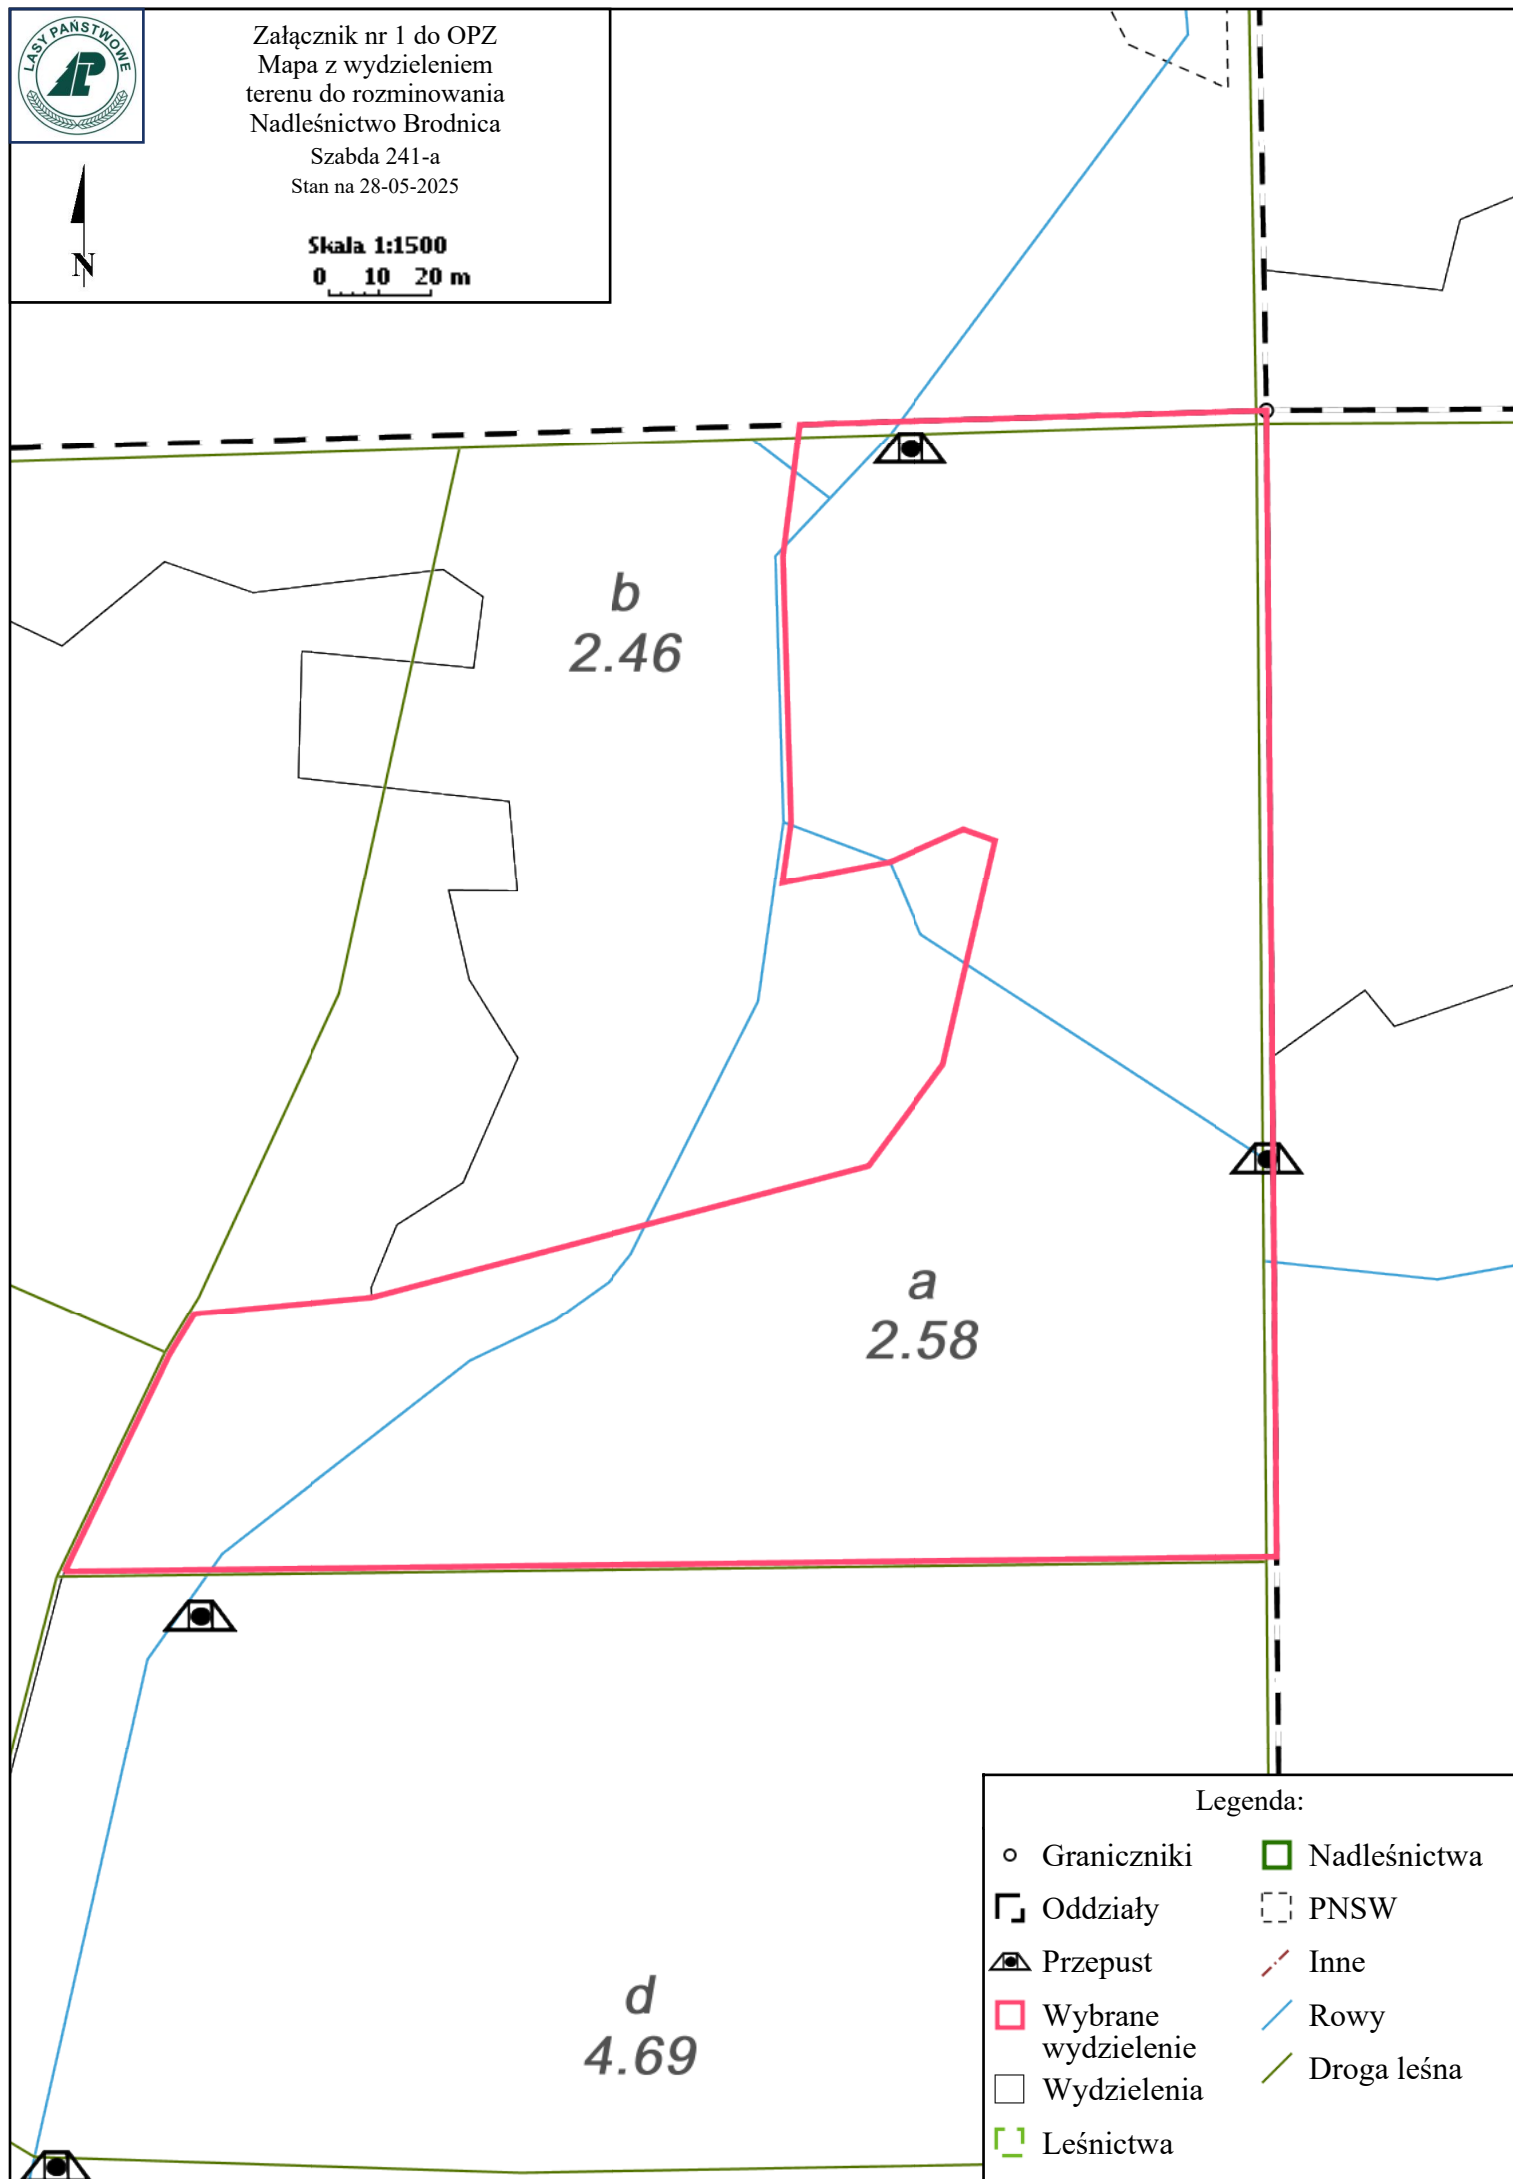 LASY PAŃSTWOWE
Załącznik nr 1 do OPZ
Mapa z wydzieleniem
terenu do rozminowania
Nadleśnictwo Brodnica
Szabda 241-a
Stan na 28-05-2025
N
Skala 1:1500
0 10 20 m
b
2.46
a
2.58
d
4.69
Legenda:
Graniczniki
Oddziały
Przepust
Wybrane
wydzielenie
Wydzielenia
Leśnictwa
Nadleśnictwa
PNSW
Inne
Rowy
Droga leśna